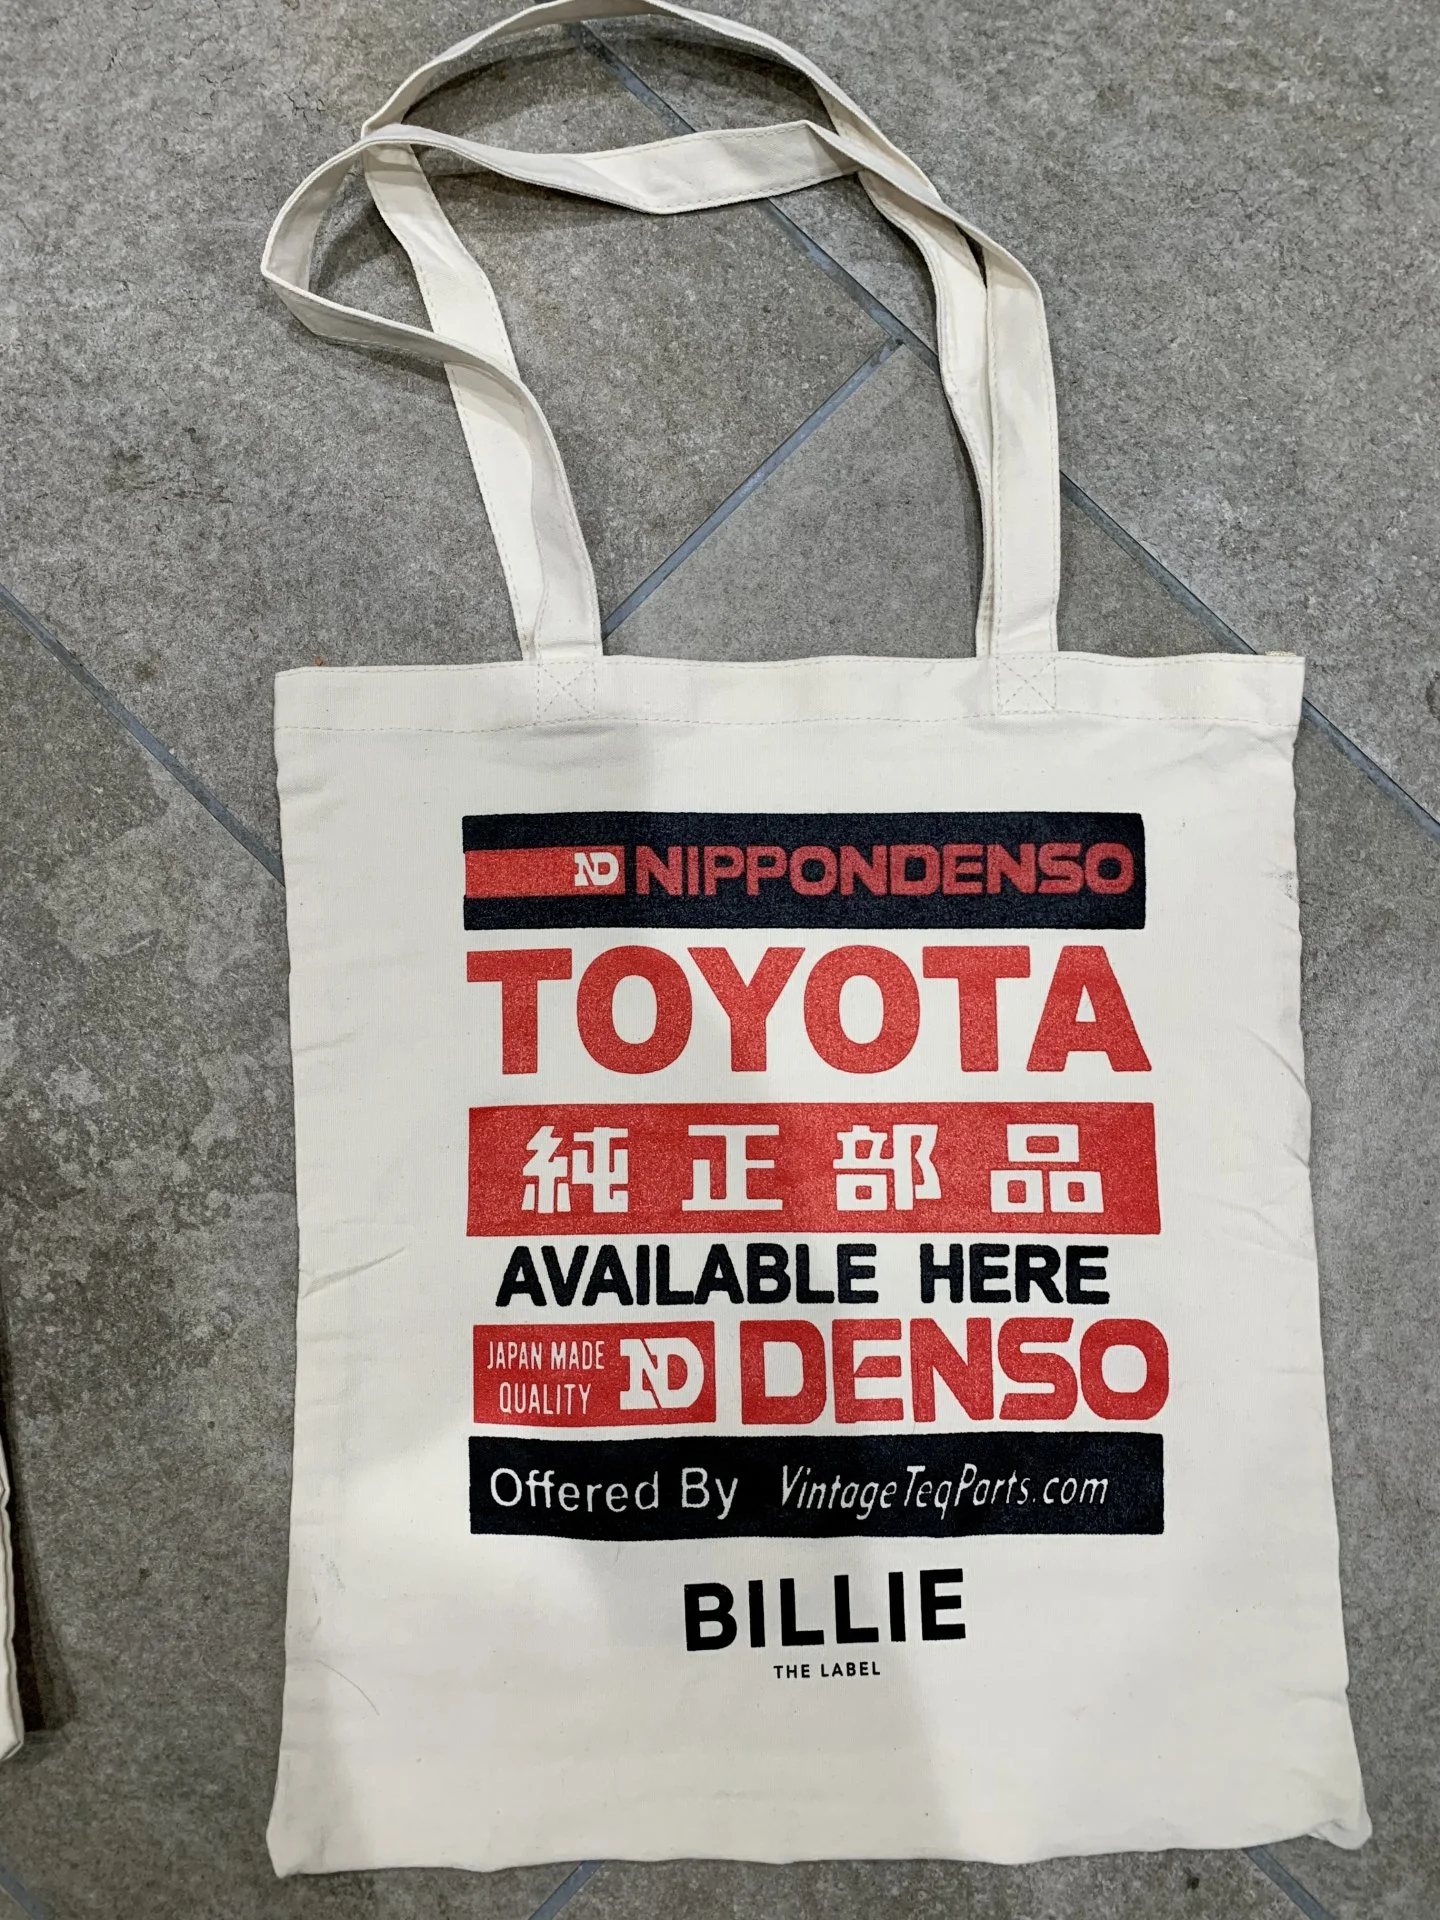 ND NIPPONDENSO
TOYOTA
純正部品
AVAILABLE HERE
JAPAN MADE
QUALITY
ND DENSO
Offered By VintageTeqParts.com
BILLIE
THE LABEL